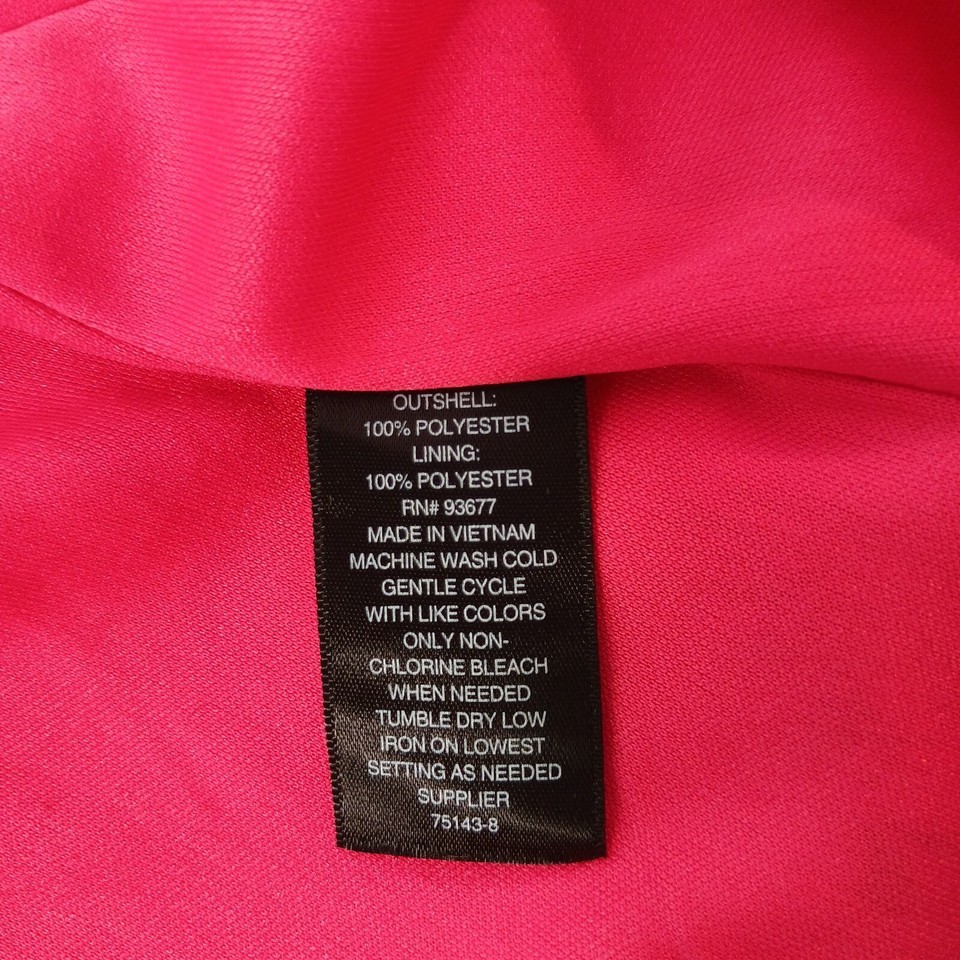 OUTSHELL:
100% POLYESTER
LINING:
100% POLYESTER
RN# 93677
MADE IN VIETNAM
MACHINE WASH COLD
GENTLE CYCLE
WITH LIKE COLORS
ONLY NON-
CHLORINE BLEACH
WHEN NEEDED
TUMBLE DRY LOW
IRON ON LOWEST
SETTING AS NEEDED
SUPPLIER
75143-8